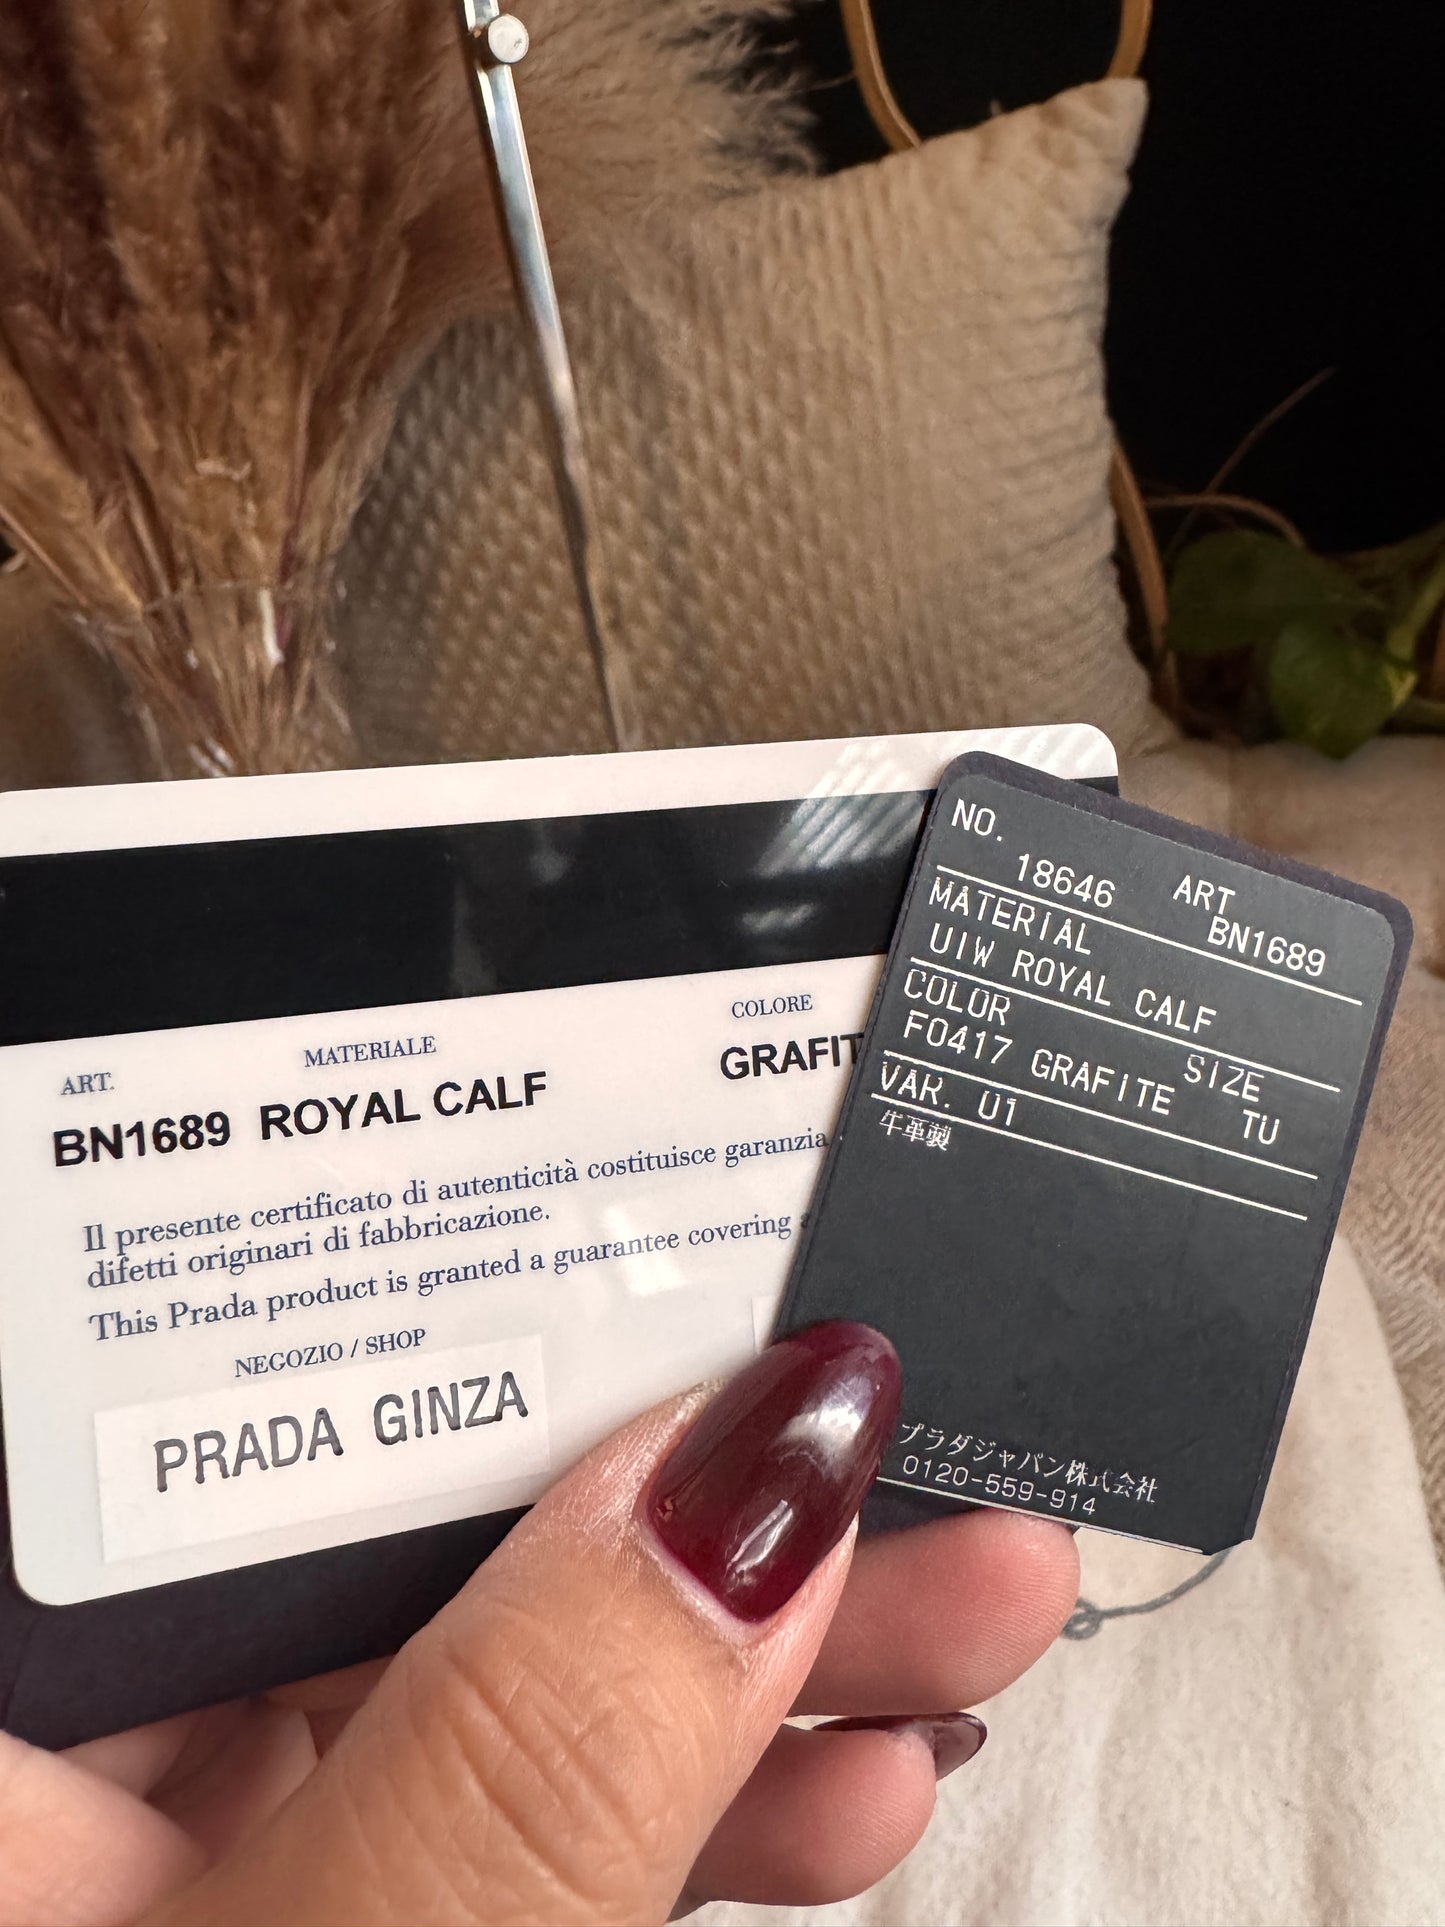 ART.
MATERIALE
COLORE
BN1689 ROYAL CALF
Il presente certificato di autenticità costituisce garanzia
difetti originari di fabbricazione.
This Prada product is granted a guarantee covering
NEGOZIO / SHOP
PRADA GINZA
NO.
18646 ART
BN1689
MATERIAL
UIW ROYAL CALF
COLOR
F0417 GRAFITE SIZE
TU
VAR. U1
牛革製
プラダジャパン株式会社
0120-559-914